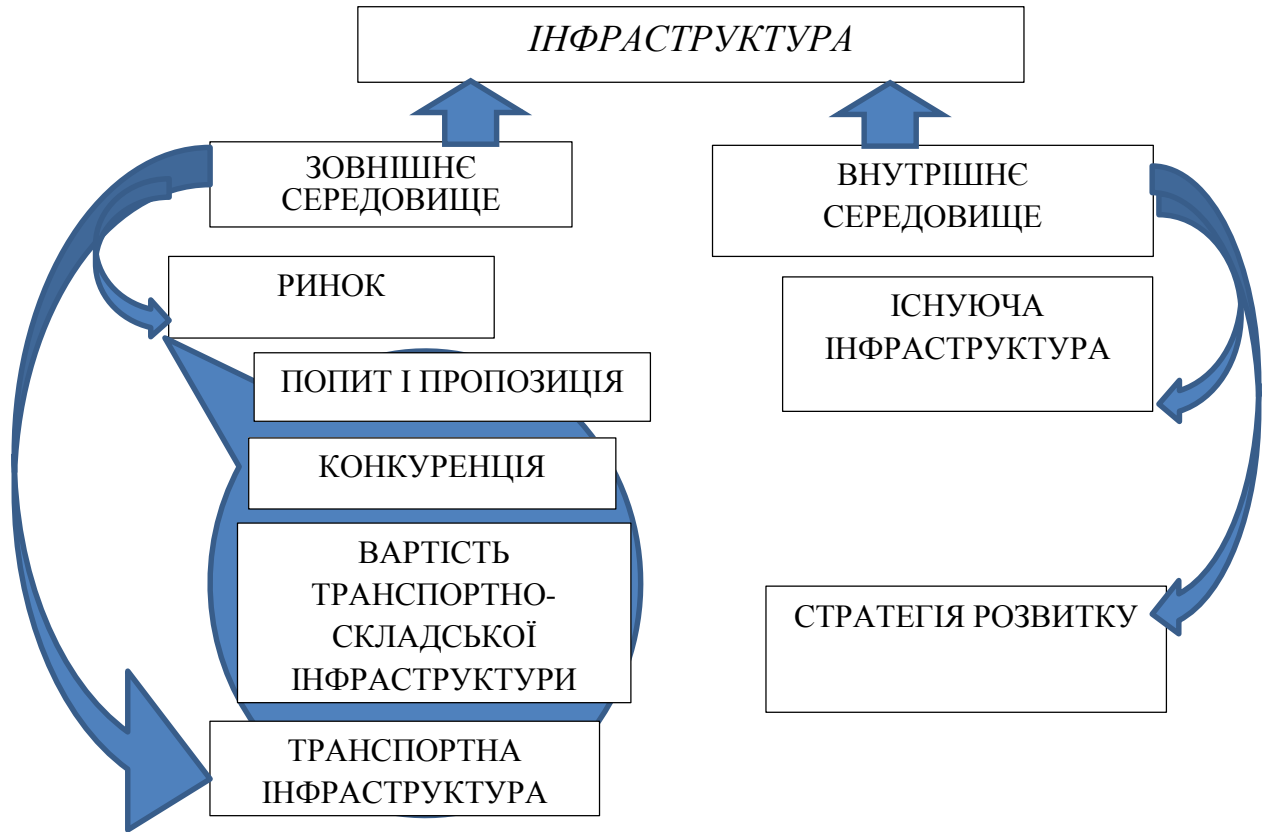 ІНФРАСТРУКТУРА
ЗОВНІШНЄ
СЕРЕДОВИЩЕ
ВНУТРІШНЄ
СЕРЕДОВИЩЕ
РИНОК
ІСНУЮЧА
ІНФРАСТРУКТУРА
ПОПИТ І ПРОПОЗИЦІЯ
КОНКУРЕНЦІЯ
ВАРТІСТЬ
ТРАНСПОРТНО-
СКЛАДСЬКОЇ
ІНФРАСТРУКТУРИ
СТРАТЕГІЯ РОЗВИТКУ
ТРАНСПОРТНА
ІНФРАСТРУКТУРА